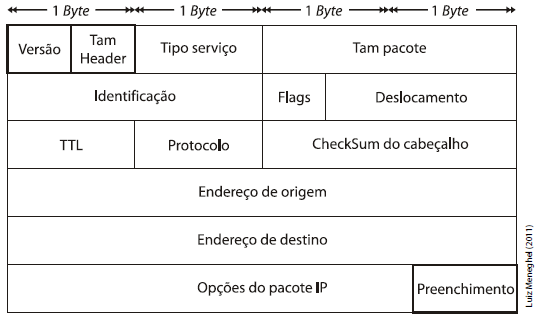 1 Byte 1 Byte 1 Byte 1 Byte
Versão Tam Header Tipo serviço Tam pacote
Identificação Flags Deslocamento
TTL Protocolo CheckSum do cabeçalho
Endereço de origem
Endereço de destino
Opções do pacote IP Preenchimento
Luiz Meneghel (2011)